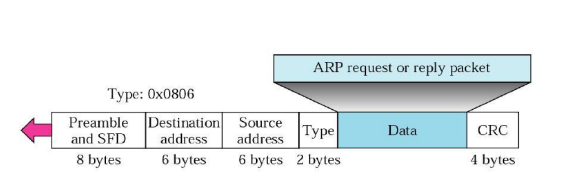 ARP request or reply packet
Type: 0x0806
Preamble and SFD
Destination address
Source address
Type
Data
CRC
8 bytes
6 bytes
6 bytes
2 bytes
4 bytes